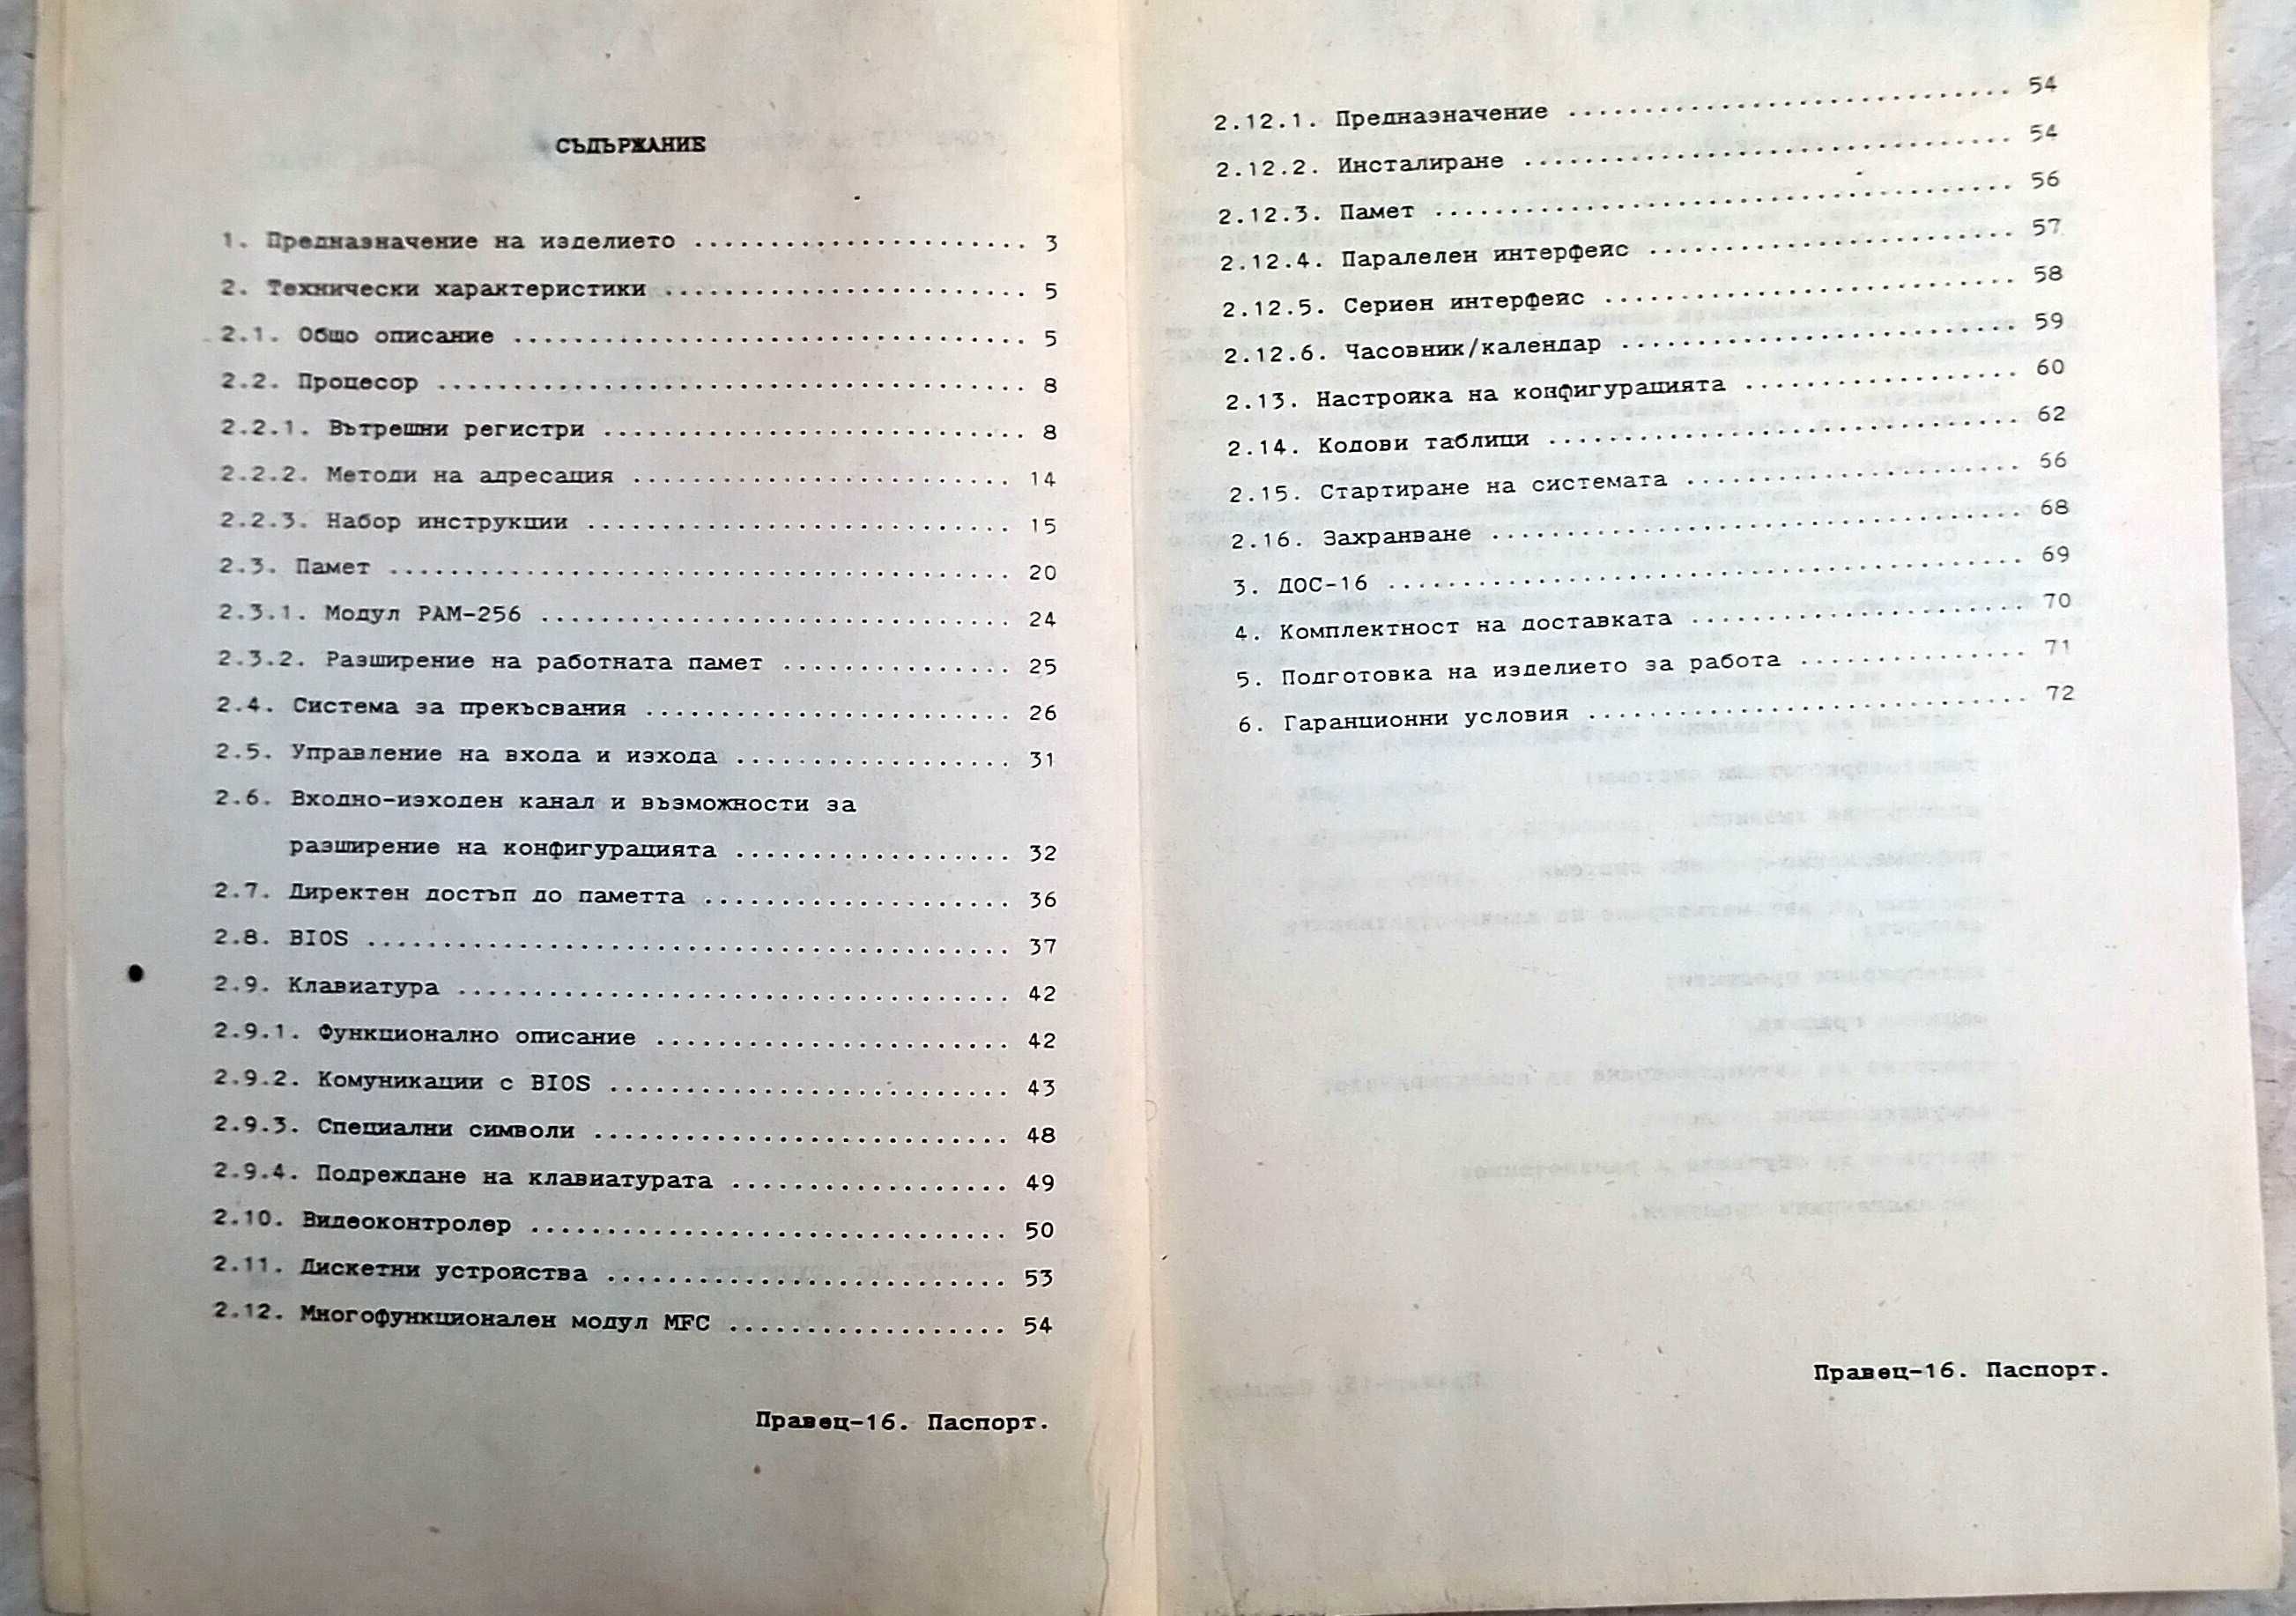 СЪДЪРЖАНИЕ
1. Предназначение на изделието ...................... 3
2. Технически характеристики ........................ 5
2.1. Общо описание .................................. 5
2.2. Процесор ....................................... 8
2.2.1. Вътрешни регистри ............................ 8
2.2.2. Методи на адресация ......................... 14
2.2.3. Набор инструкции ............................ 15
2.3. Памет ......................................... 20
2.3.1. Модул РАМ-256 ............................... 24
2.3.2. Разширение на работната памет ............... 25
2.4. Система за прекъсвания ........................ 26
2.5. Управление на входа и изхода .................. 31
2.6. Входно-изходен канал и възможности за
разширение на конфигурацията ................... 32
2.7. Директен достъп до паметта .................... 36
2.8. BIOS .......................................... 37
2.9. Клавиатура .................................... 42
2.9.1. Функционално описание ....................... 42
2.9.2. Комуникации с BIOS .......................... 43
2.9.3. Специални символи ........................... 48
2.9.4. Подреждане на клавиатурата .................. 49
2.10. Видеоконтролер ............................... 50
2.11. Дискетни устройства .......................... 53
2.12. Многофункционален модул MFC .................. 54
Правец-16. Паспорт.
2.12.1. Предназначение ............................. 54
2.12.2. Инсталиране ................................ 54
2.12.3. Памет ...................................... 56
2.12.4. Паралелен интерфейс ........................ 57
2.12.5. Сериен интерфейс ........................... 58
2.12.6. Часовник/календар .......................... 59
2.13. Настройка на конфигурацията .................. 60
2.14. Кодови таблици ............................... 62
2.15. Стартиране на системата ...................... 56
2.16. Захранване ................................... 68
3. ДОС-16 .......................................... 69
4. Комплектност на доставката ...................... 70
5. Подготовка на изделието за работа ............... 71
6. Гаранционни условия ............................. 72
Правец-16. Паспорт.